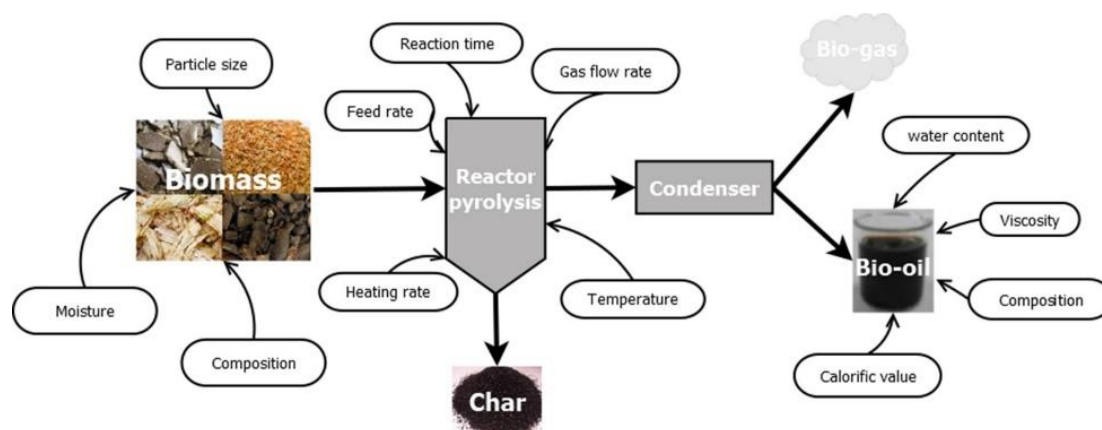 Reaction time
Bio-gas
Particle size
Gas flow rate
Feed rate
water content
Biomass
Reactor
pyrolysis
Condenser
Viscosity
Bio-oil
Moisture
Heating rate
Temperature
Composition
Composition
Calorific value
Char